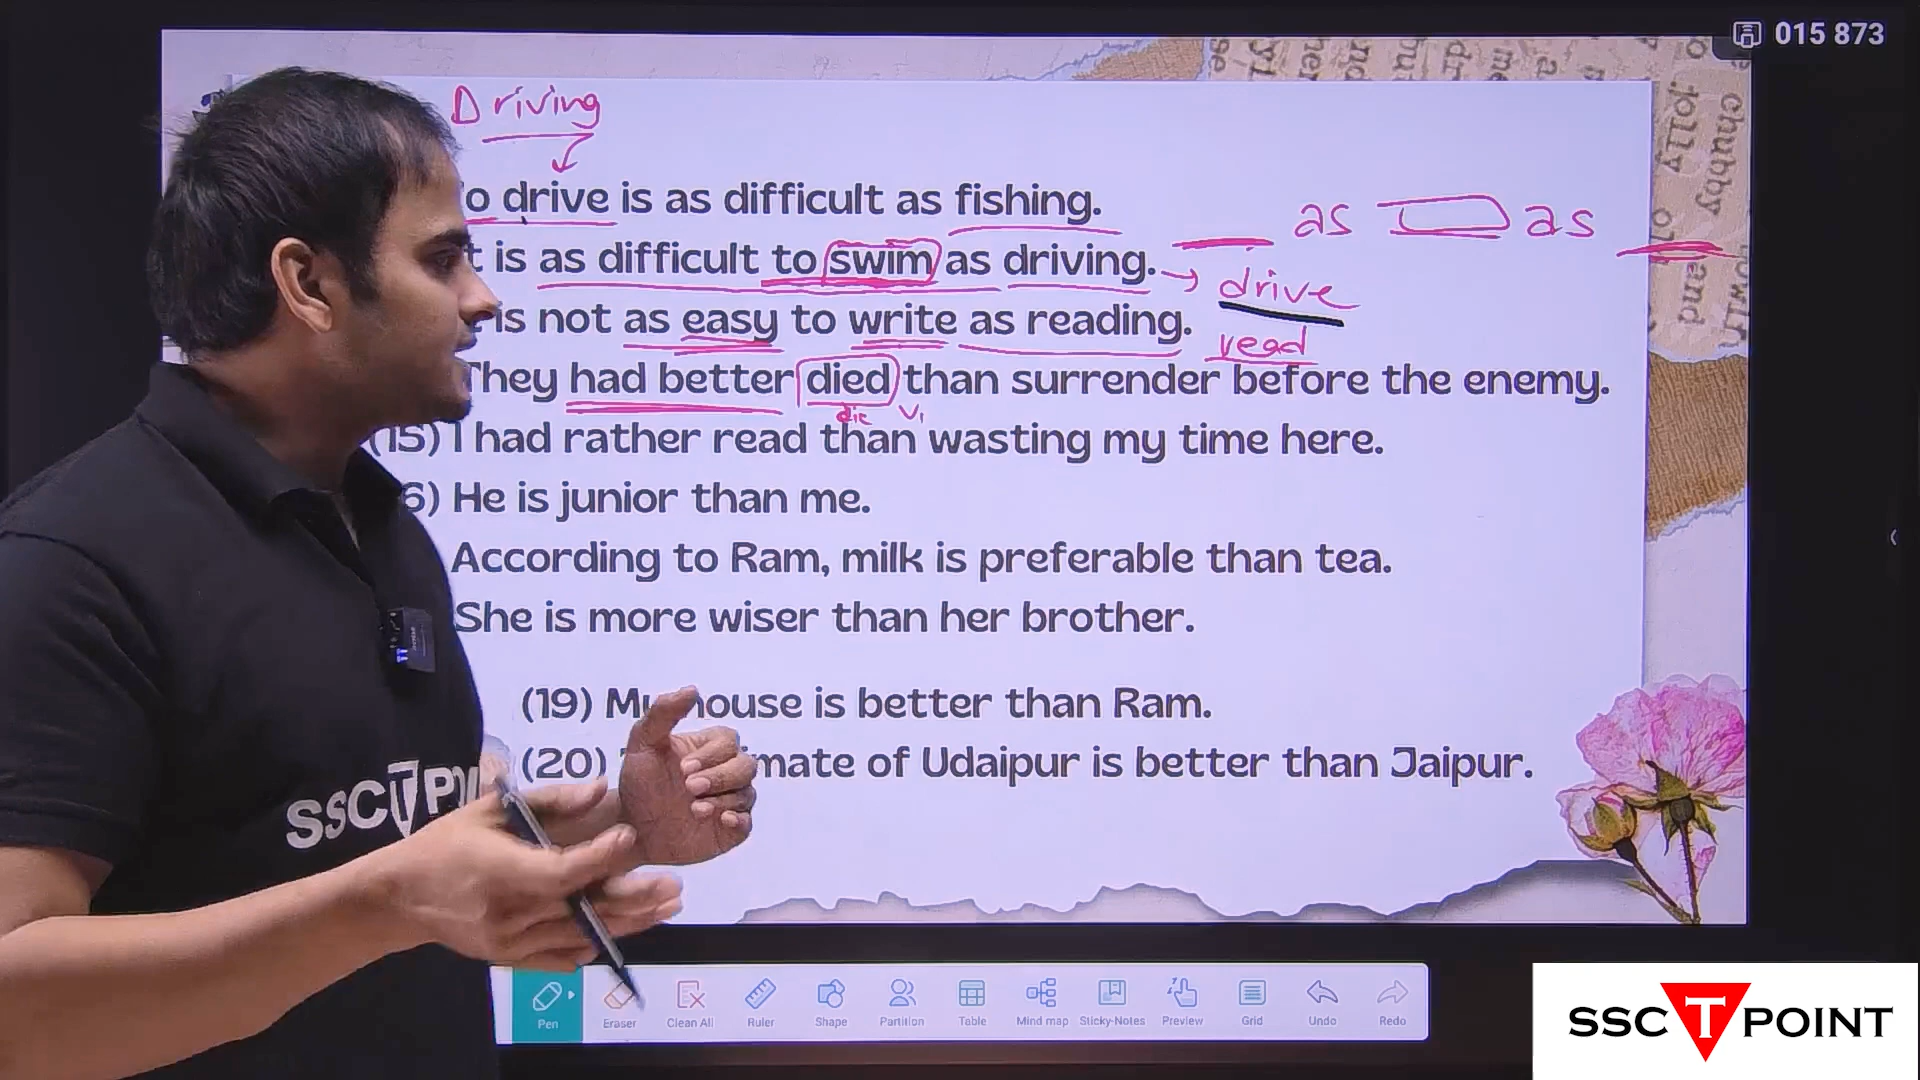 015 873
Driving
drive is as difficult as fishing.
as as
is as difficult to swim as driving. → drive
is not as easy to write as reading. read
They had better died than surrender before the enemy.
die V1
(15) I had rather read than wasting my time here.
6) He is junior than me.
According to Ram, milk is preferable than tea.
She is more wiser than her brother.
(19) My house is better than Ram.
(20) of Udaipur is better than Jaipur.
SSC
Pen Eraser Clean All Ruler Shape Partition Table Mind map Sticky-Notes Preview Grid Undo Redo
SSC T POINT